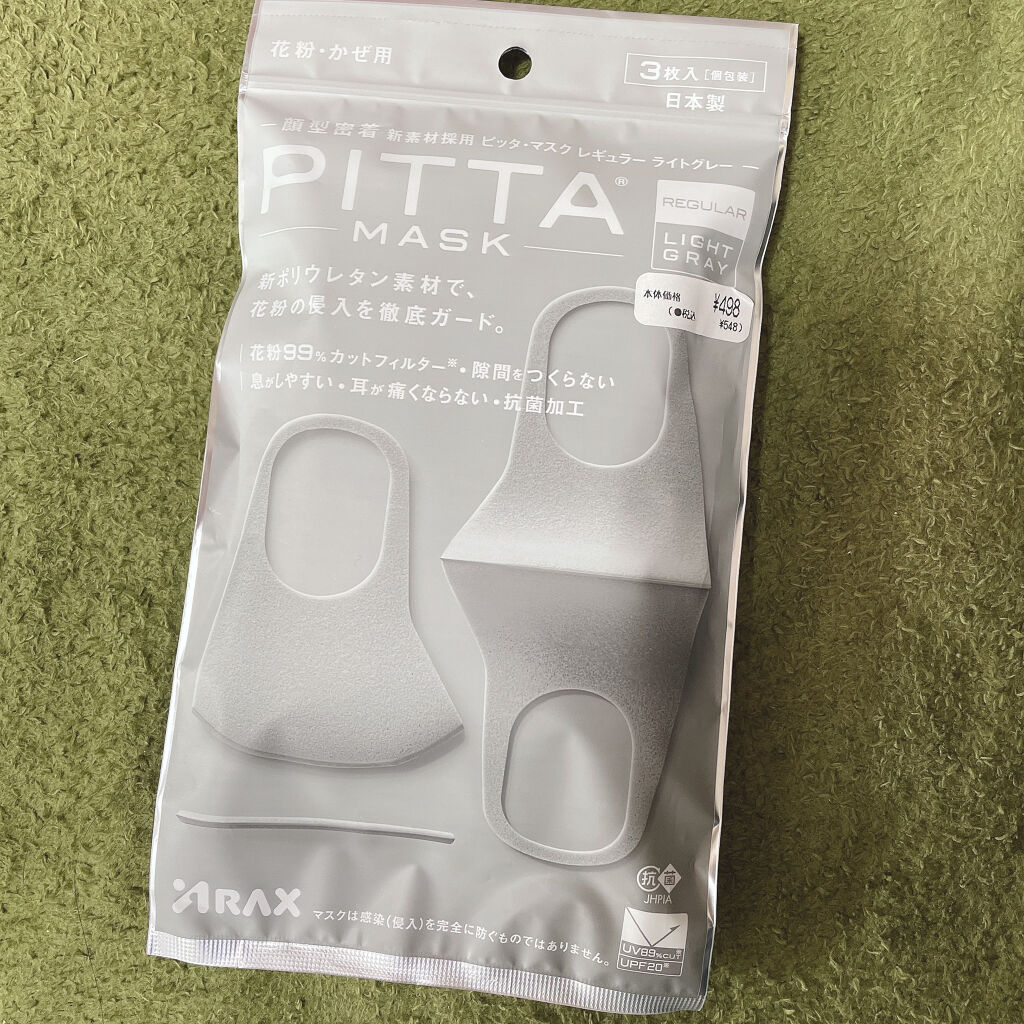 花粉・かぜ用
3枚入[個包装]
日本製
顔型密着 新素材採用 ピッタ・マスク レギュラー ライトグレー
PITTA®
MASK
REGULAR
LIGHT
GRAY
本体価格 ¥498
(●税込 ¥548)
新ポリウレタン素材で、
花粉の侵入を徹底ガード。
花粉99%カットフィルター※・隙間をつくらない
息がしやすい・耳が痛くならない・抗菌加工
ARAX
マスクは感染(侵入)を完全に防ぐものではありません。
抗菌
JHPIA
UV89%CUT
UPF20